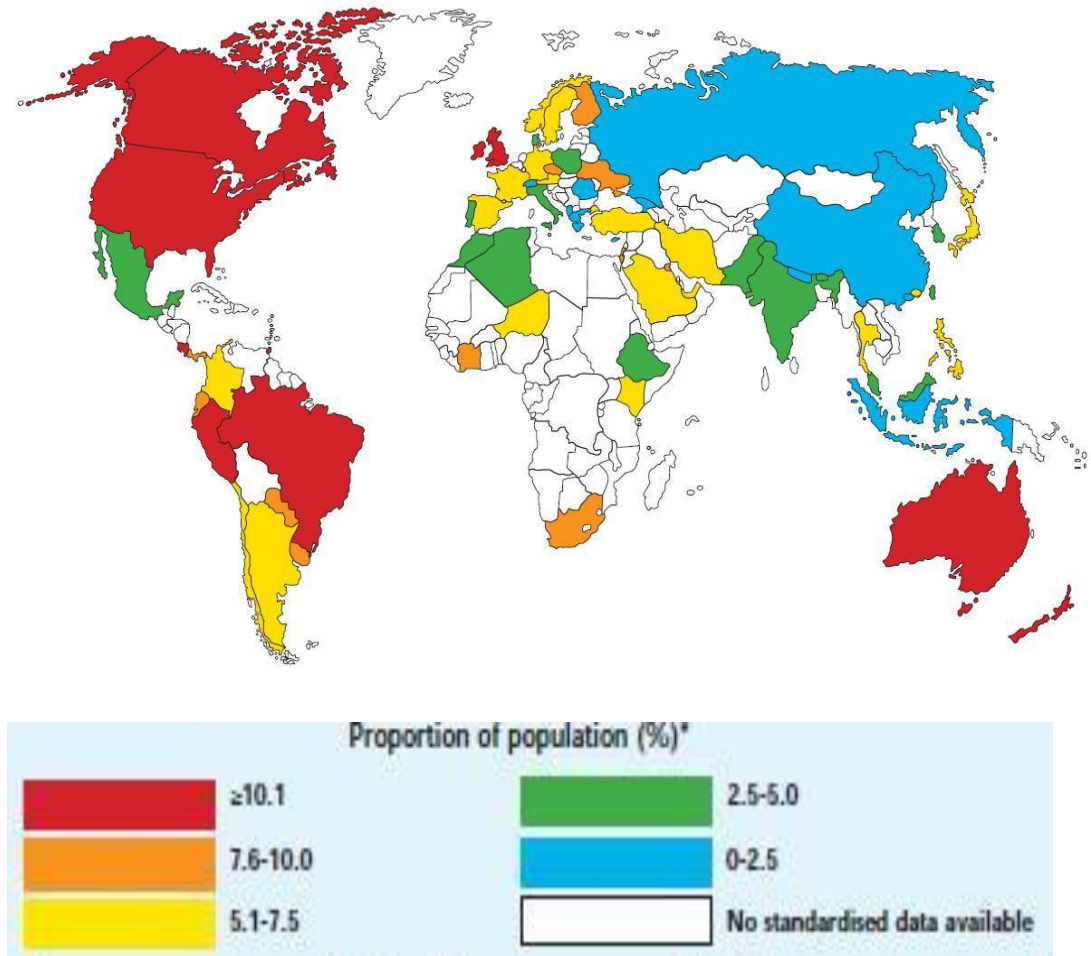 Proportion of population (%)*
≥10.1
7.6-10.0
5.1-7.5
2.5-5.0
0-2.5
No standardised data available